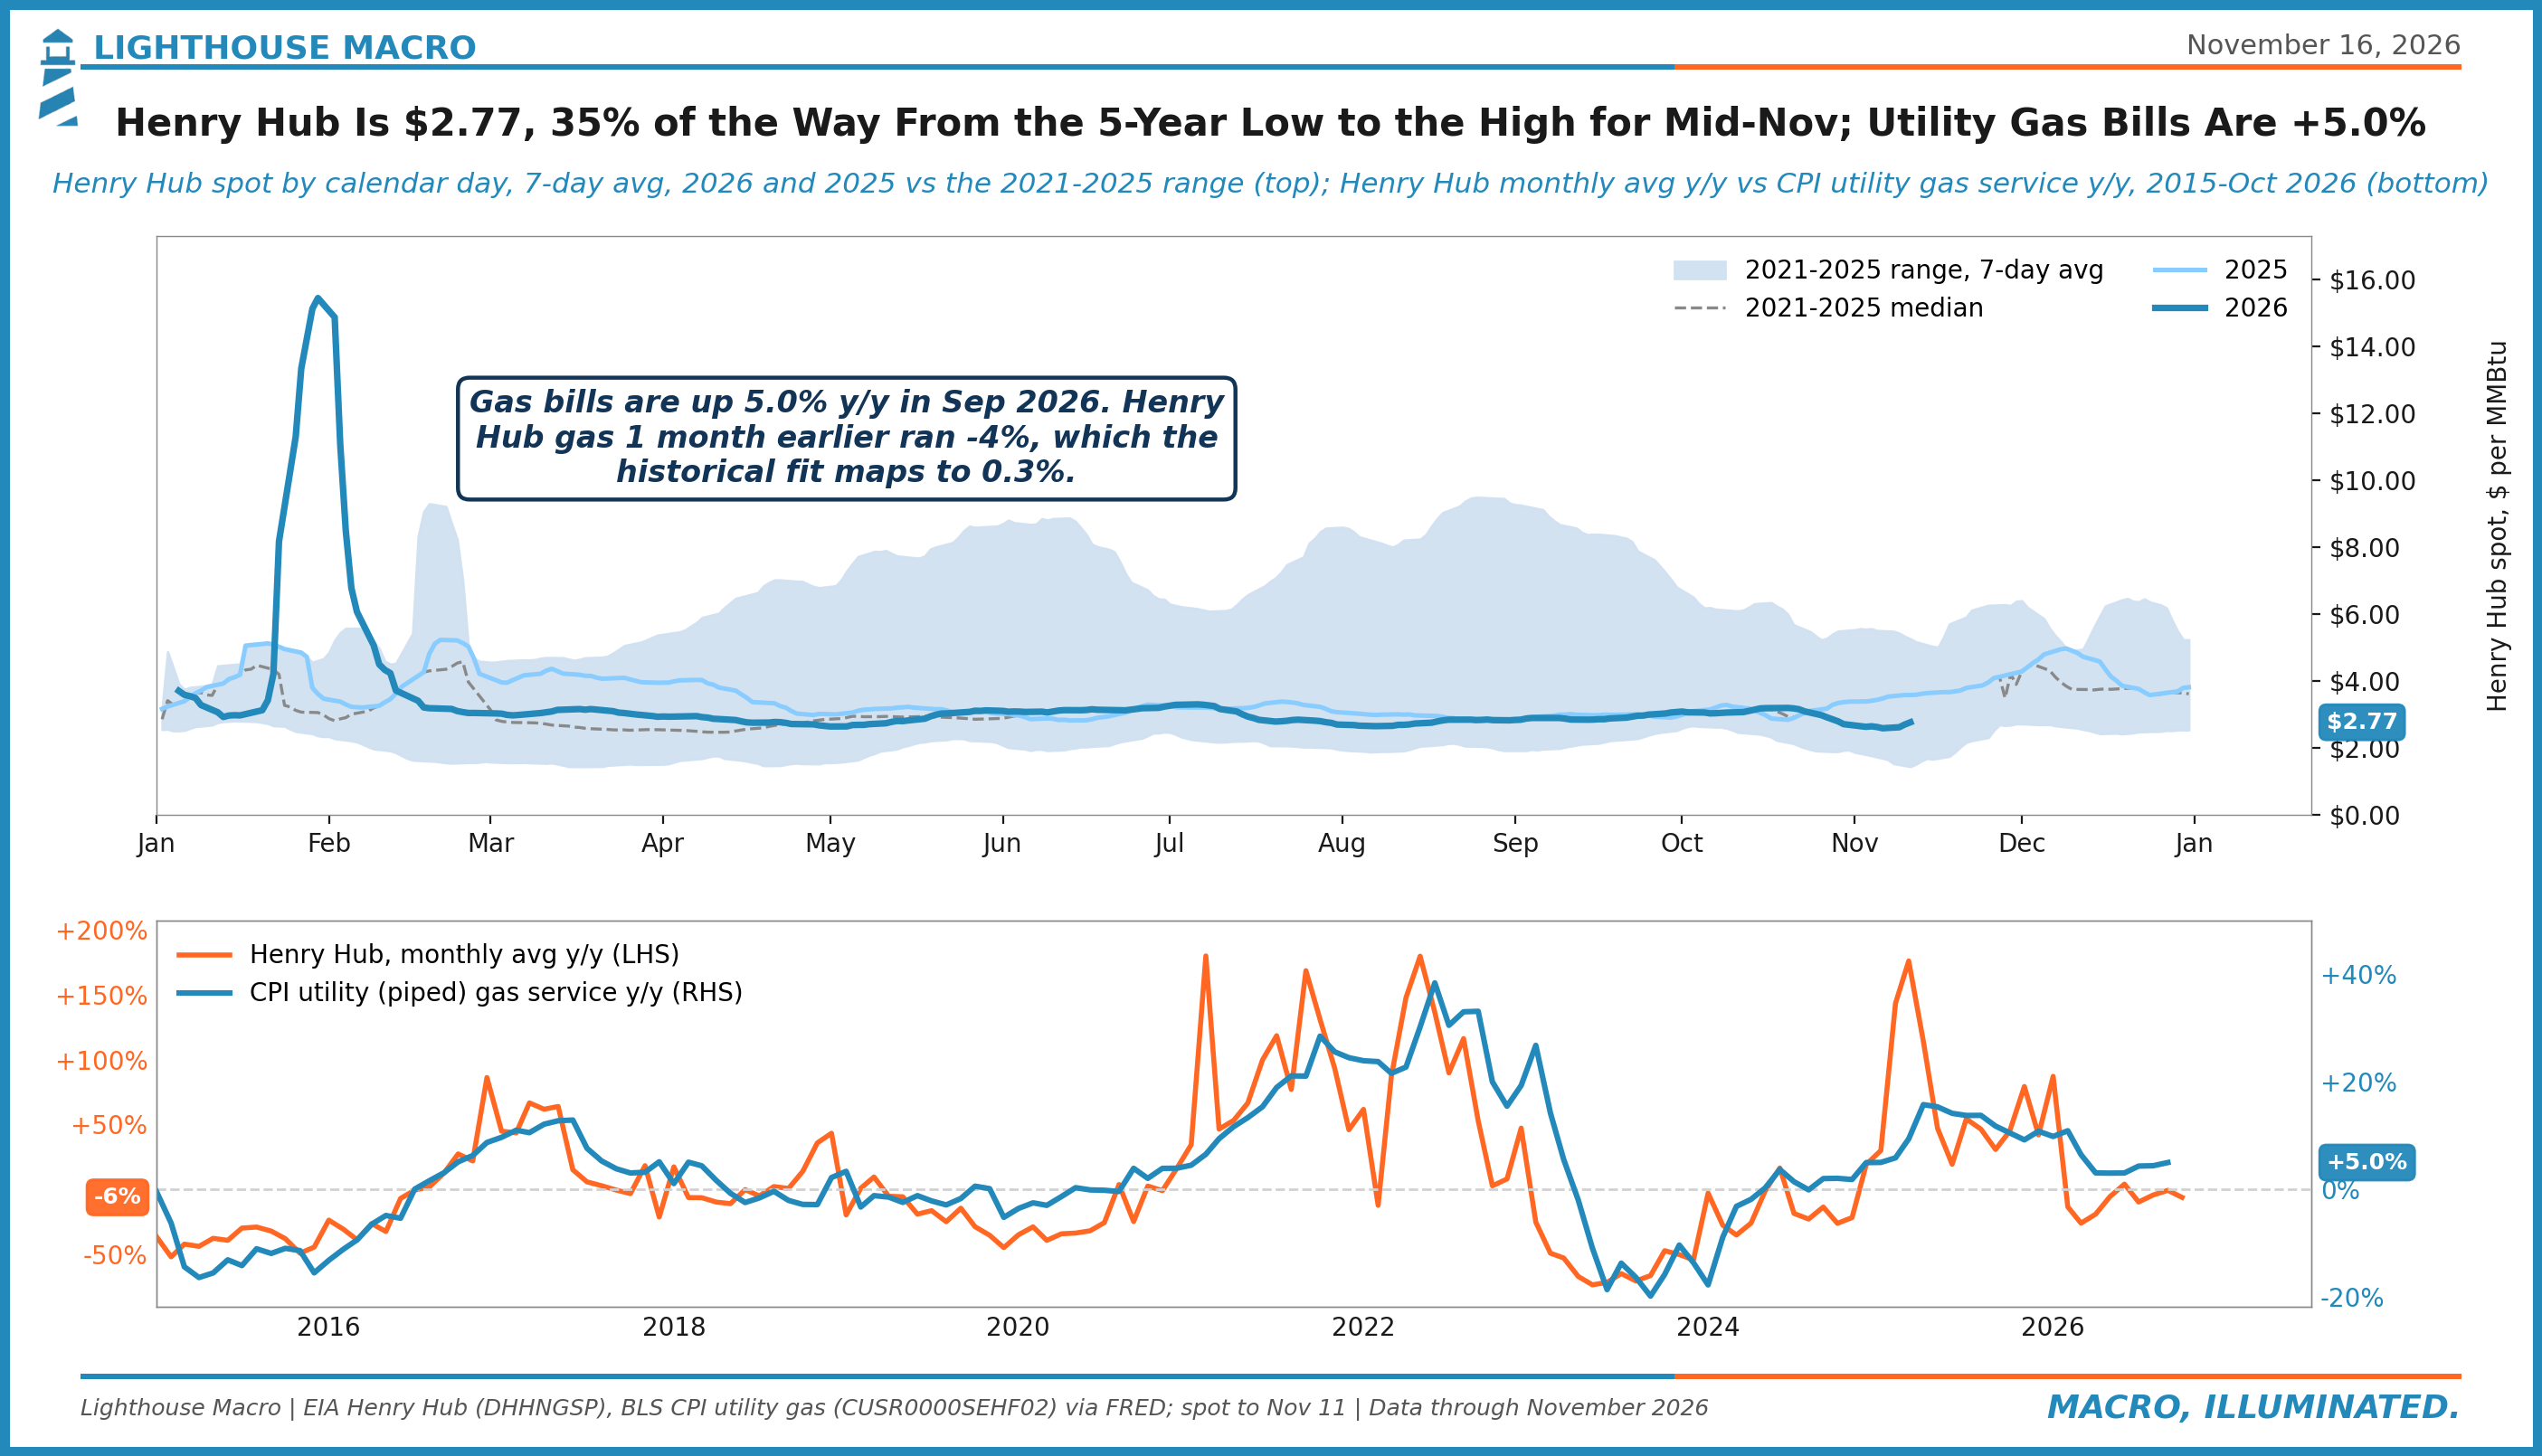 LIGHTHOUSE MACRO
November 16, 2026
Henry Hub Is $2.77, 35% of the Way From the 5-Year Low to the High for Mid-Nov; Utility Gas Bills Are +5.0%
Henry Hub spot by calendar day, 7-day avg, 2026 and 2025 vs the 2021-2025 range (top); Henry Hub monthly avg y/y vs CPI utility gas service y/y, 2015-Oct 2026 (bottom)
2021-2025 range, 7-day avg
2021-2025 median
2025
2026
Gas bills are up 5.0% y/y in Sep 2026. Henry
Hub gas 1 month earlier ran -4%, which the
historical fit maps to 0.3%.
$16.00
$14.00
$12.00
$10.00
$8.00
$6.00
$4.00
$2.77
$2.00
$0.00
Henry Hub spot, $ per MMBtu
Jan
Feb
Mar
Apr
May
Jun
Jul
Aug
Sep
Oct
Nov
Dec
Jan
+200%
+150%
+100%
+50%
-6%
-50%
Henry Hub, monthly avg y/y (LHS)
CPI utility (piped) gas service y/y (RHS)
+40%
+20%
+5.0%
0%
-20%
2016
2018
2020
2022
2024
2026
Lighthouse Macro | EIA Henry Hub (DHHNGSP), BLS CPI utility gas (CUSR0000SEHF02) via FRED; spot to Nov 11 | Data through November 2026
MACRO, ILLUMINATED.